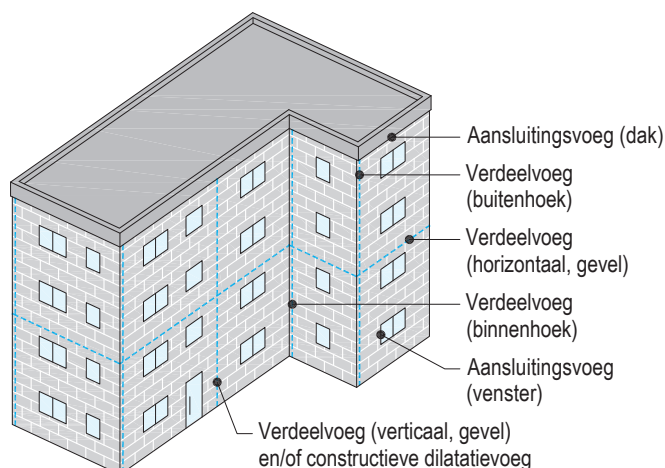 Aansluitingsvoeg (dak)
Verdeelvoeg
(buitenhoek)
Verdeelvoeg
(horizontaal, gevel)
Verdeelvoeg
(binnenhoek)
Aansluitingsvoeg
(venster)
Verdeelvoeg (verticaal, gevel)
en/of constructieve dilatatievoeg